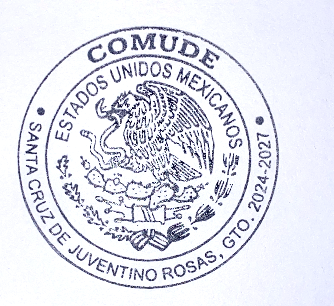 COMUDE
ESTADOS UNIDOS MEXICANOS
SANTA CRUZ DE JUVENTINO ROSAS, GTO. 2024-2027